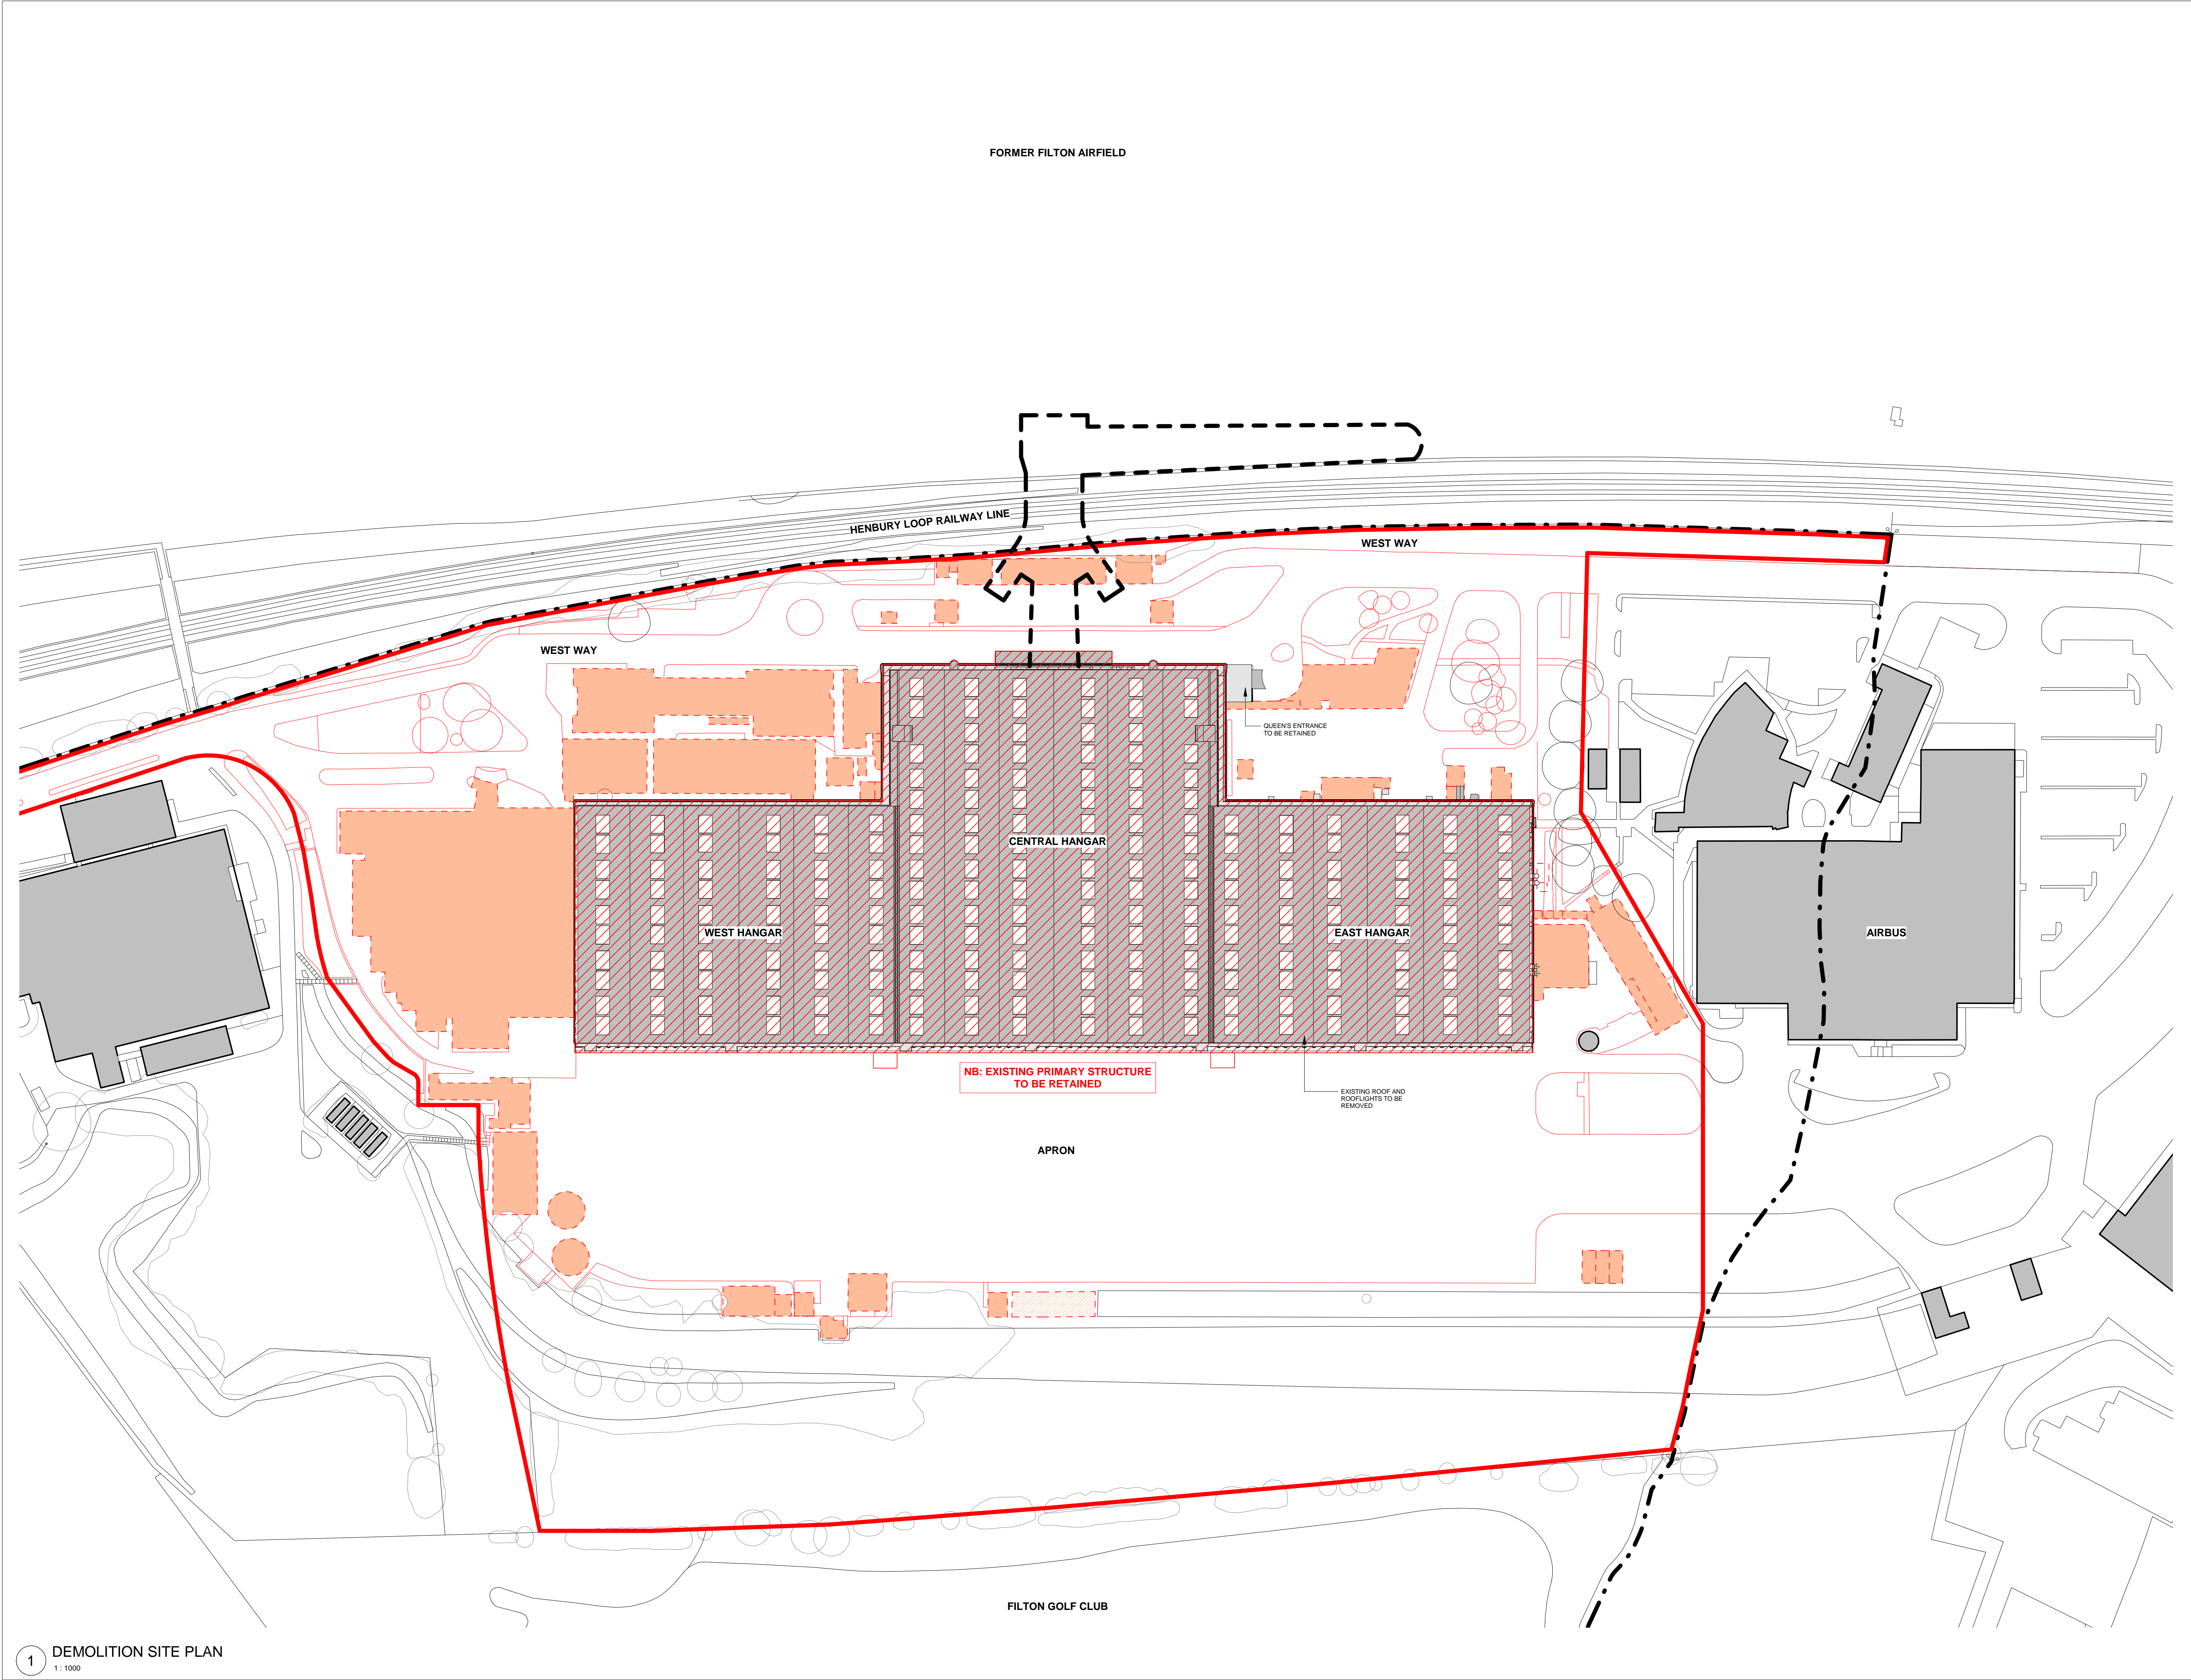 FORMER FILTON AIRFIELD
HENBURY LOOP RAILWAY LINE
WEST WAY
WEST WAY
QUEEN'S ENTRANCE
TO BE RETAINED
CENTRAL HANGAR
WEST HANGAR
EAST HANGAR
AIRBUS
NB: EXISTING PRIMARY STRUCTURE
TO BE RETAINED
EXISTING ROOF AND
ROOFLIGHTS TO BE
REMOVED
APRON
FILTON GOLF CLUB
1
DEMOLITION SITE PLAN
1 : 1000